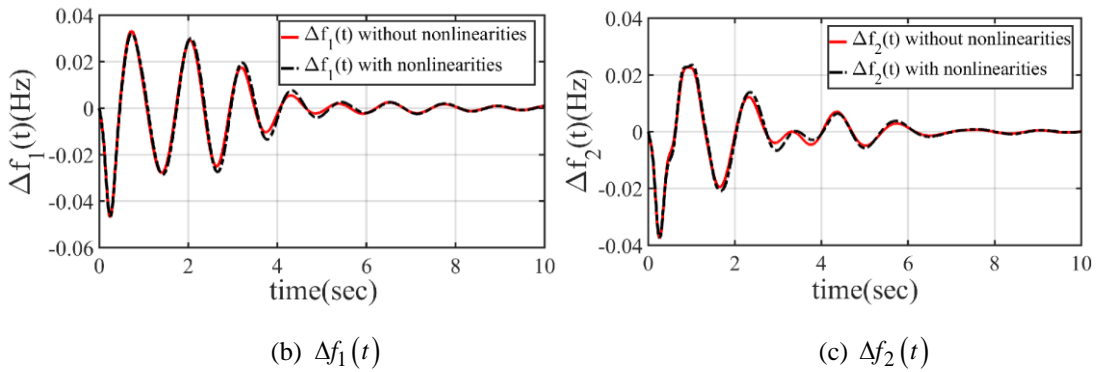 0.04
0.02
0
-0.02
-0.04
-0.06
Δf1(t)(Hz)
Δf1(t) without nonlinearities
Δf1(t) with nonlinearities
0 2 4 6 8 10
time(sec)
(b) Δf1(t)
0.04
0.02
0
-0.02
-0.04
Δf2(t)(Hz)
Δf2(t) without nonlinearities
Δf2(t) with nonlinearities
0 2 4 6 8 10
time(sec)
(c) Δf2(t)